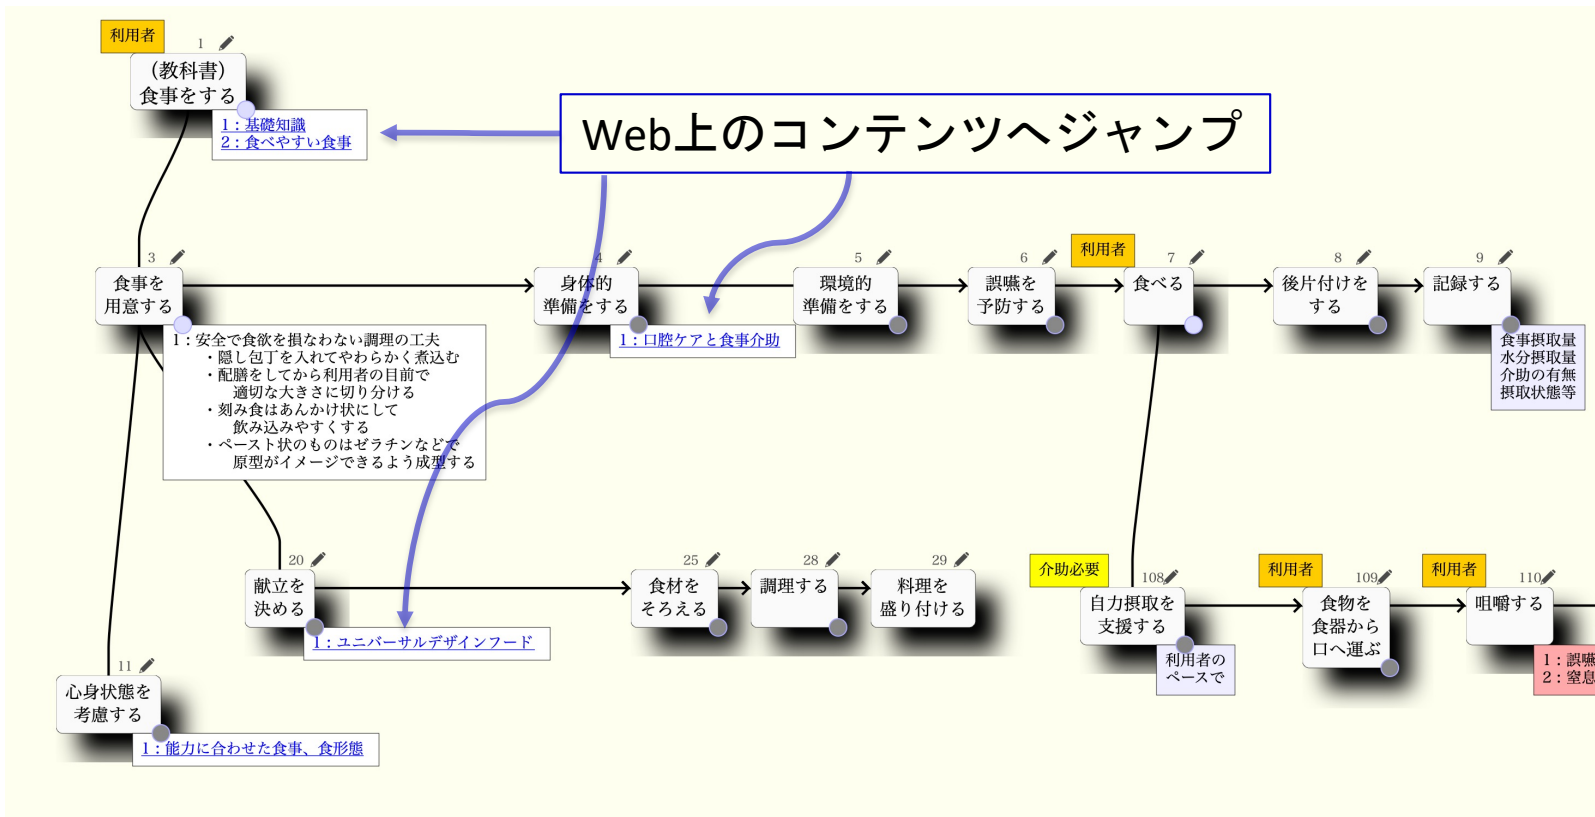 利用者
1
（教科書）
食事をする
1：基礎知識
2：食べやすい食事
Web上のコンテンツへジャンプ
3
食事を
用意する
4
身体的
準備をする
1：口腔ケアと食事介助
5
環境的
準備をする
6
誤嚥を
予防する
利用者
7
食べる
8
後片付けを
する
9
記録する
食事摂取量
水分摂取量
介助の有無
摂取状態等
1：安全で食欲を損なわない調理の工夫
・隠し包丁を入れてやわらかく煮込む
・配膳をしてから利用者の目前で
適切な大きさに切り分ける
・刻み食はあんかけ状にして
飲み込みやすくする
・ペースト状のものはゼラチンなどで
原型がイメージできるよう成型する
20
献立を
決める
1：ユニバーサルデザインフード
25
食材を
そろえる
28
調理する
29
料理を
盛り付ける
介助必要
108
自力摂取を
支援する
利用者の
ペースで
利用者
109
食物を
食器から
口へ運ぶ
利用者
110
咀嚼する
1：誤嚥
2：窒息
11
心身状態を
考慮する
1：能力に合わせた食事、食形態